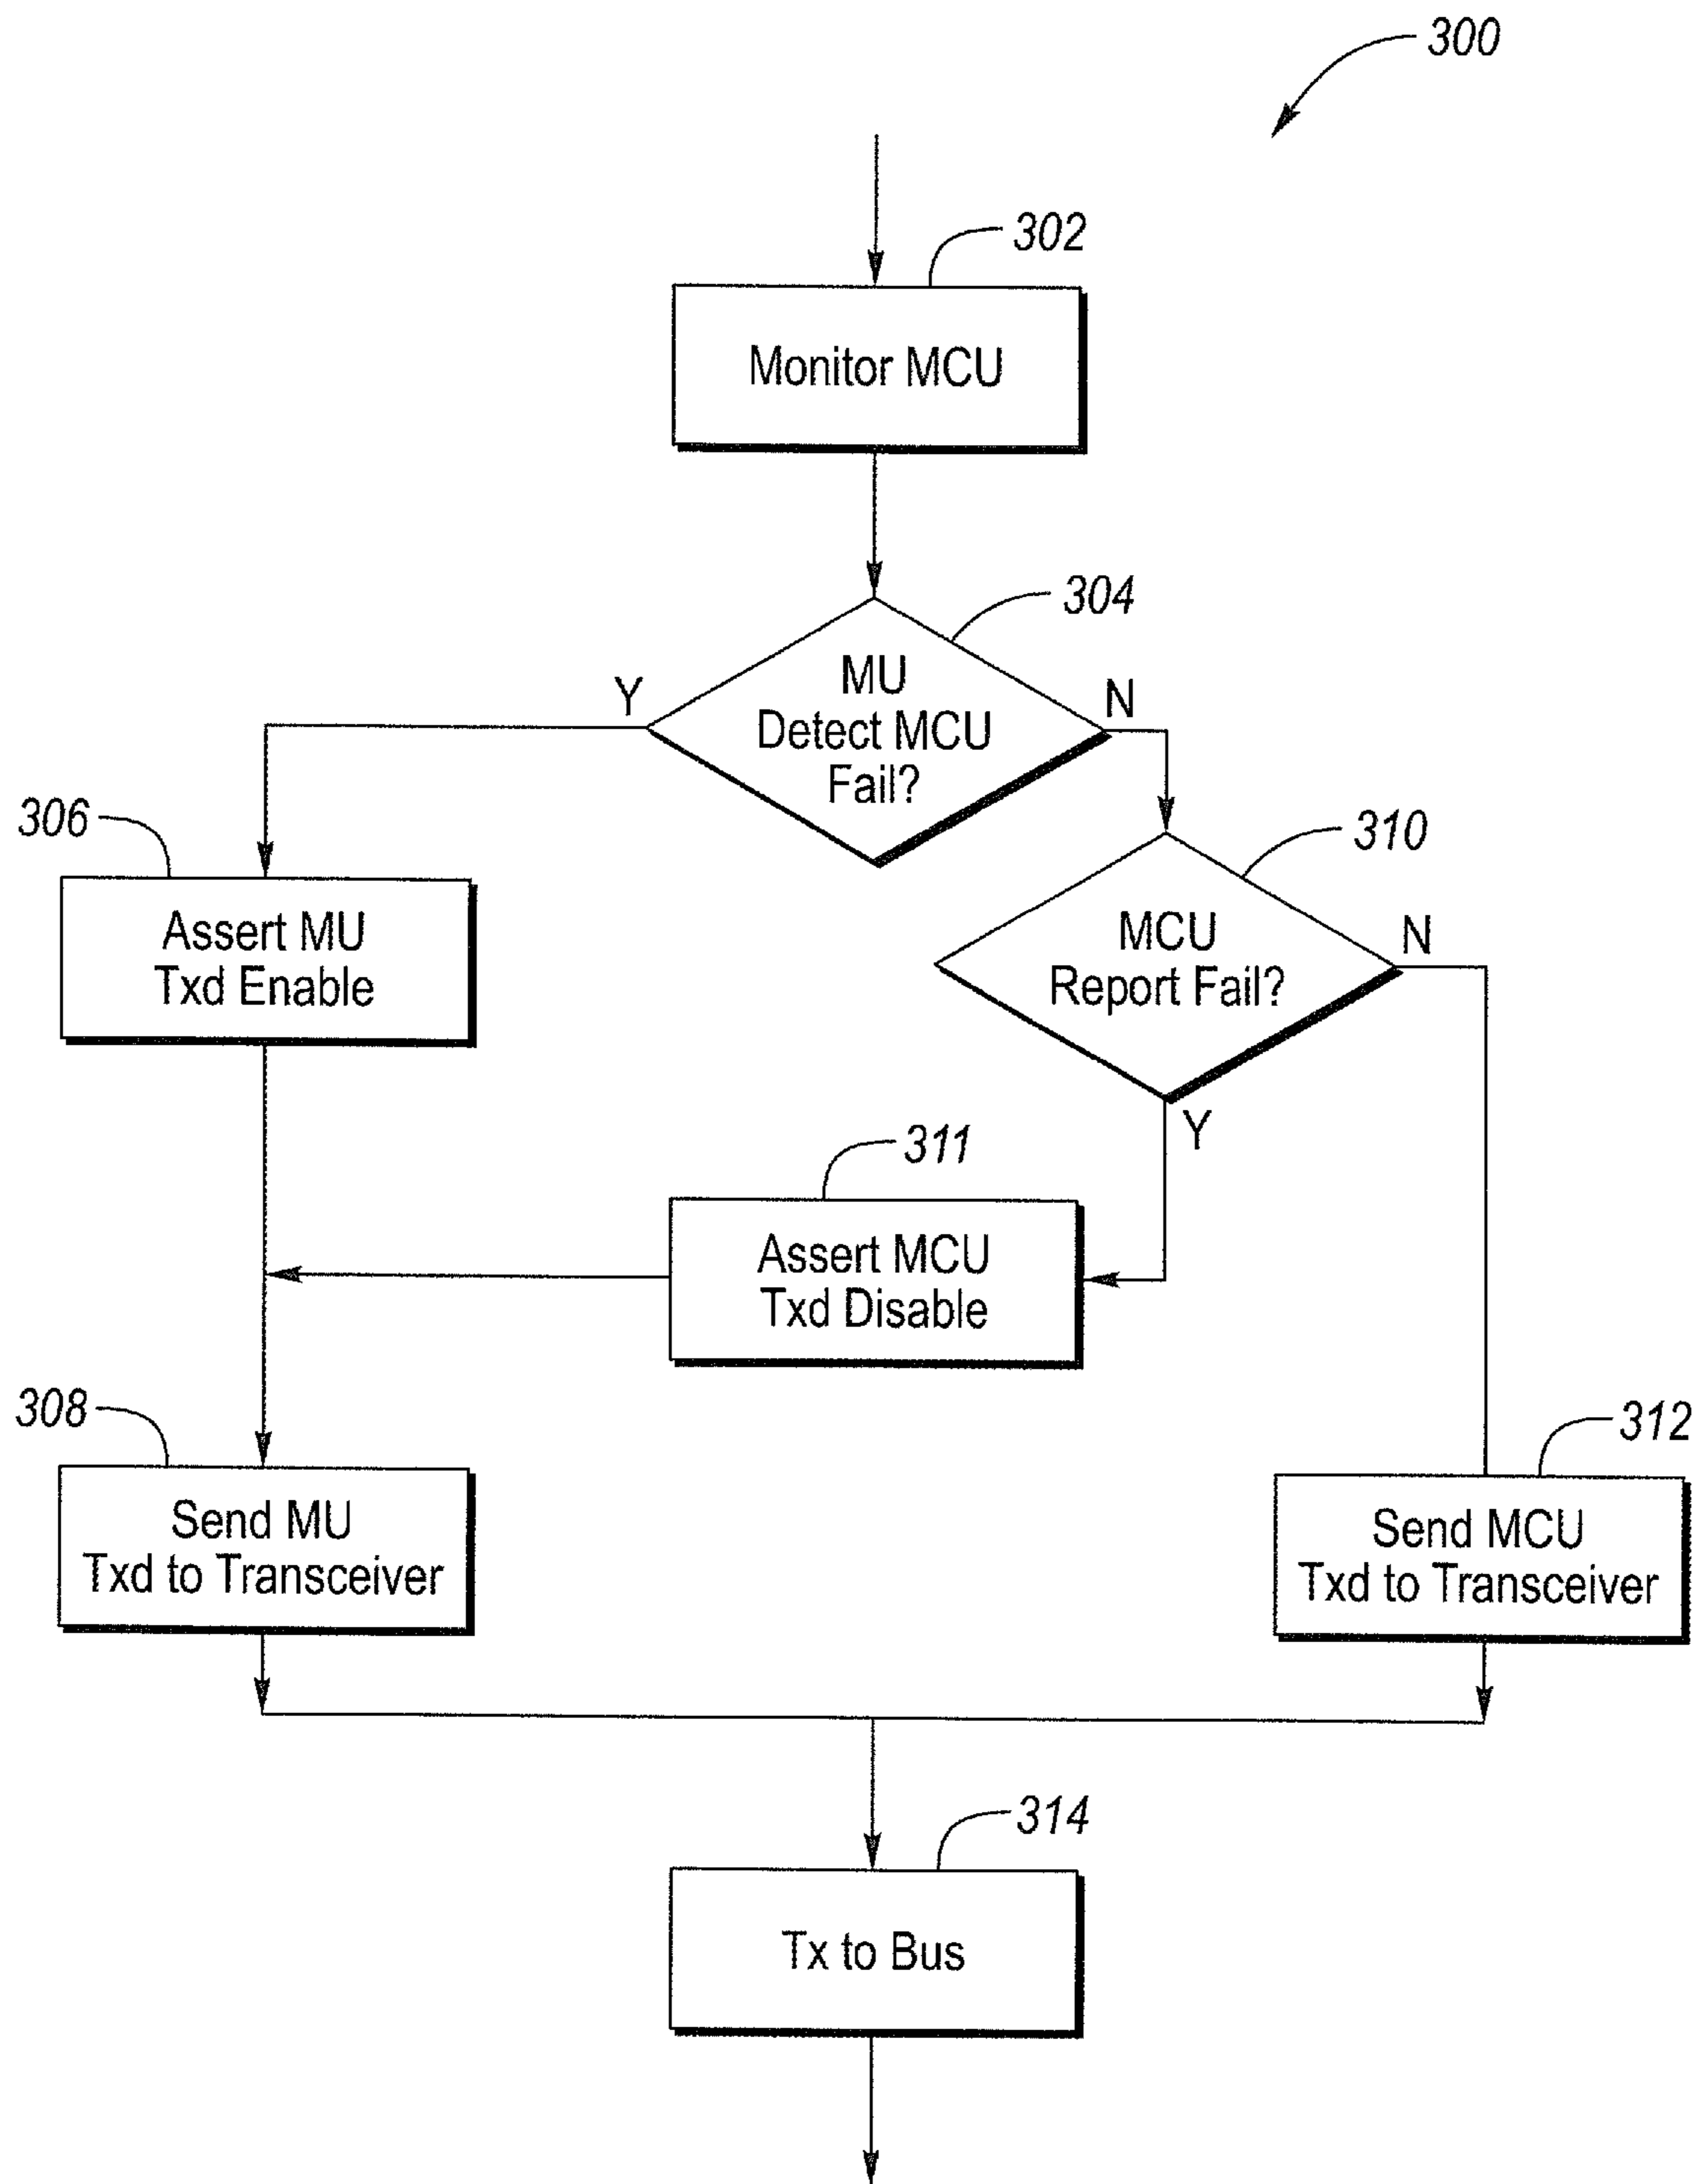 300
302
Monitor MCU
304
MU
Detect MCU
Fail?
Y
N
306
Assert MU
Txd Enable
310
MCU
Report Fail?
N
Y
311
Assert MCU
Txd Disable
308
Send MU
Txd to Transceiver
312
Send MCU
Txd to Transceiver
314
Tx to Bus